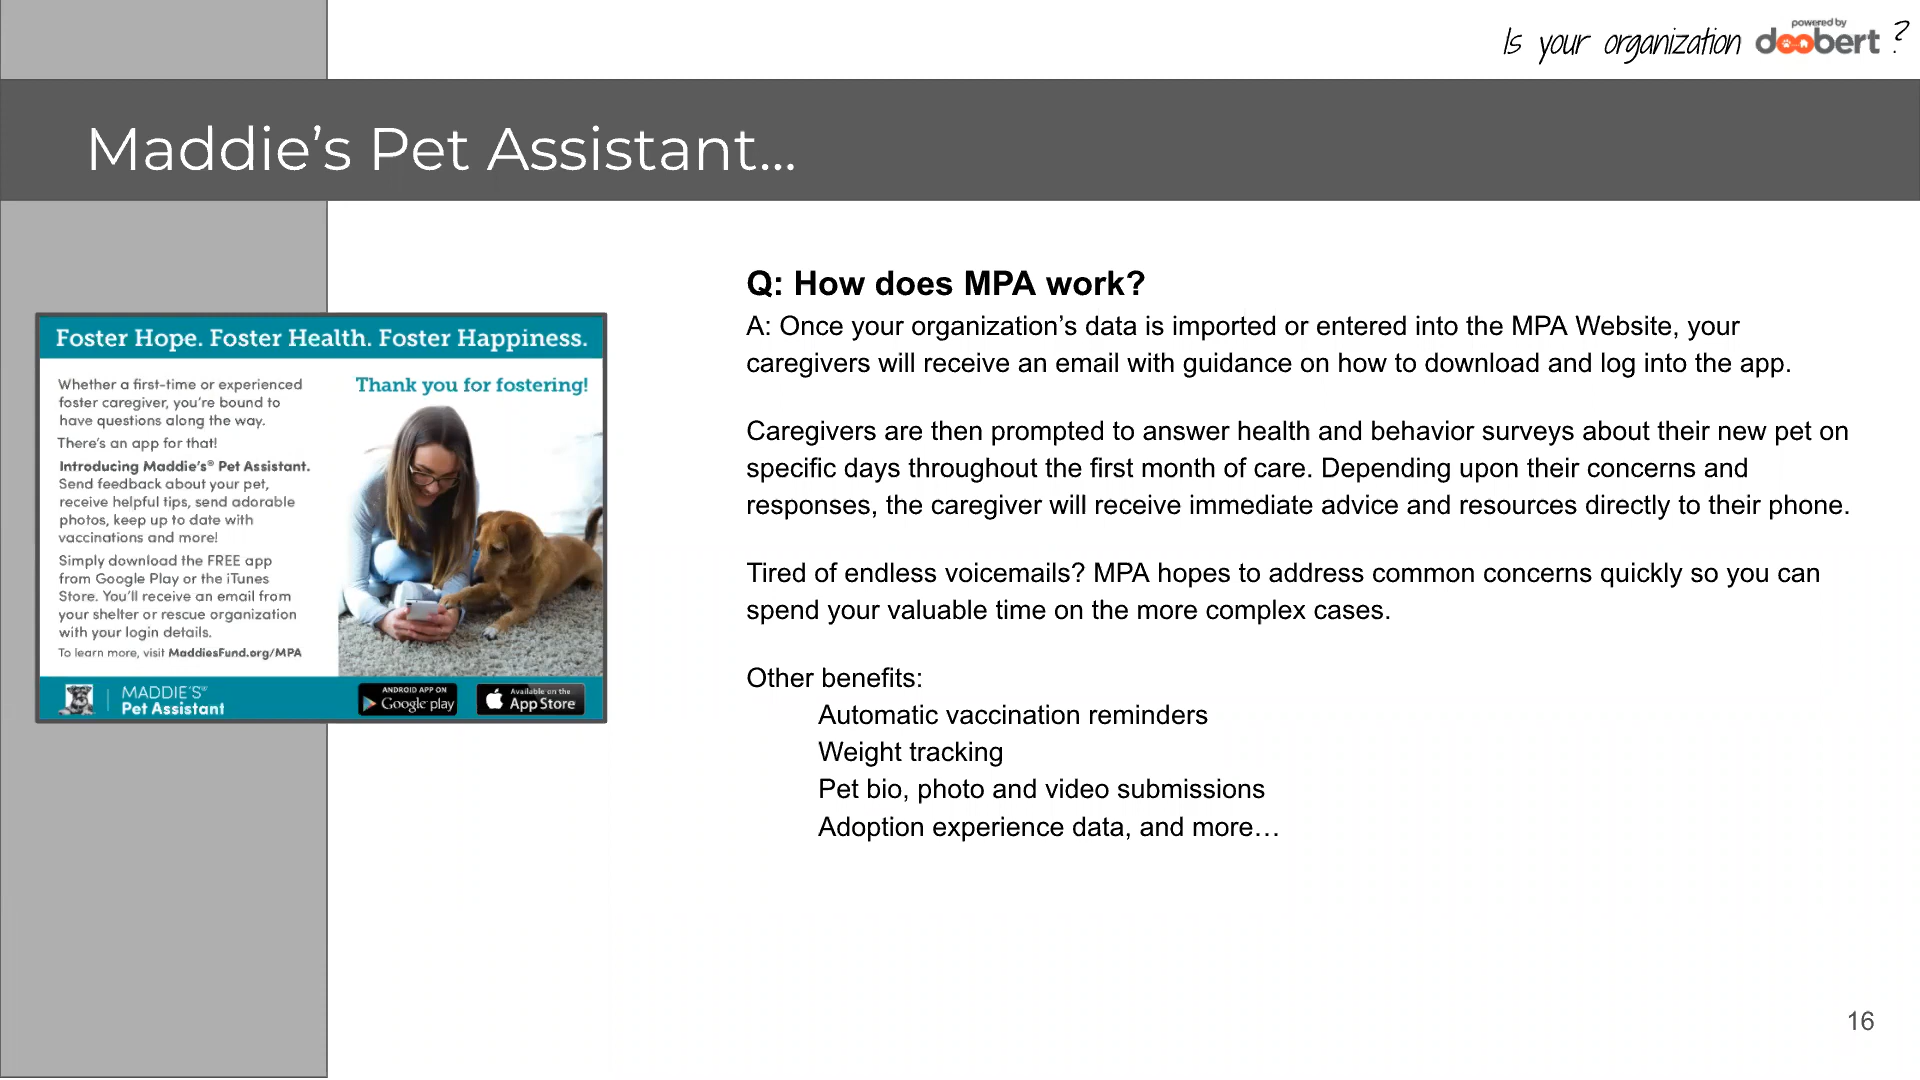 powered by
Is your organization doobert ?
Maddie’s Pet Assistant...
Foster Hope. Foster Health. Foster Happiness.
Whether a first-time or experienced
foster caregiver, you’re bound to
have questions along the way.
There’s an app for that!
Introducing Maddie’s® Pet Assistant.
Send feedback about your pet,
receive helpful tips, send adorable
photos, keep up to date with
vaccinations and more!
Simply download the FREE app
from Google Play or the iTunes
Store. You’ll receive an email from
your shelter or rescue organization
with your login details.
To learn more, visit MaddiesFund.org/MPA
Thank you for fostering!
MADDIE’S®
Pet Assistant
ANDROID APP ON
Google play
Available on the
App Store
Q: How does MPA work?
A: Once your organization’s data is imported or entered into the MPA Website, your
caregivers will receive an email with guidance on how to download and log into the app.
Caregivers are then prompted to answer health and behavior surveys about their new pet on
specific days throughout the first month of care. Depending upon their concerns and
responses, the caregiver will receive immediate advice and resources directly to their phone.
Tired of endless voicemails? MPA hopes to address common concerns quickly so you can
spend your valuable time on the more complex cases.
Other benefits:
Automatic vaccination reminders
Weight tracking
Pet bio, photo and video submissions
Adoption experience data, and more…
16